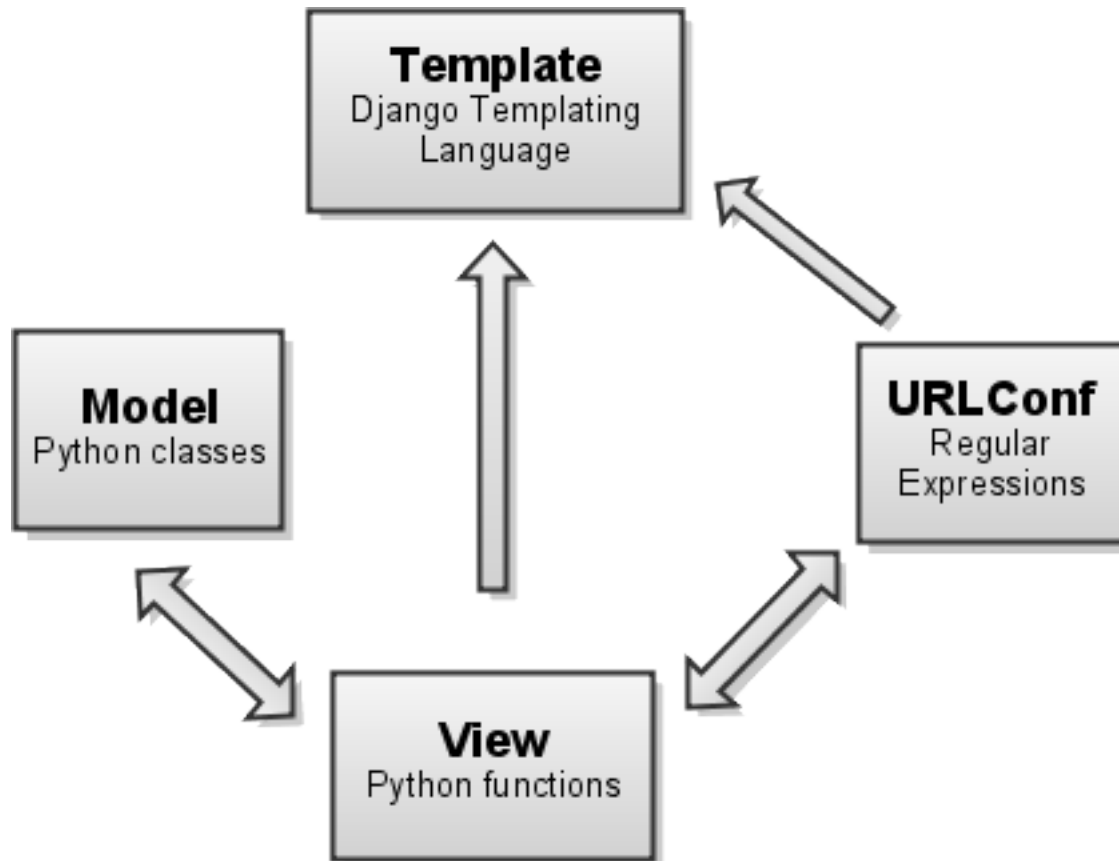 Template
Django Templating
Language
Model
Python classes
URLConf
Regular
Expressions
View
Python functions